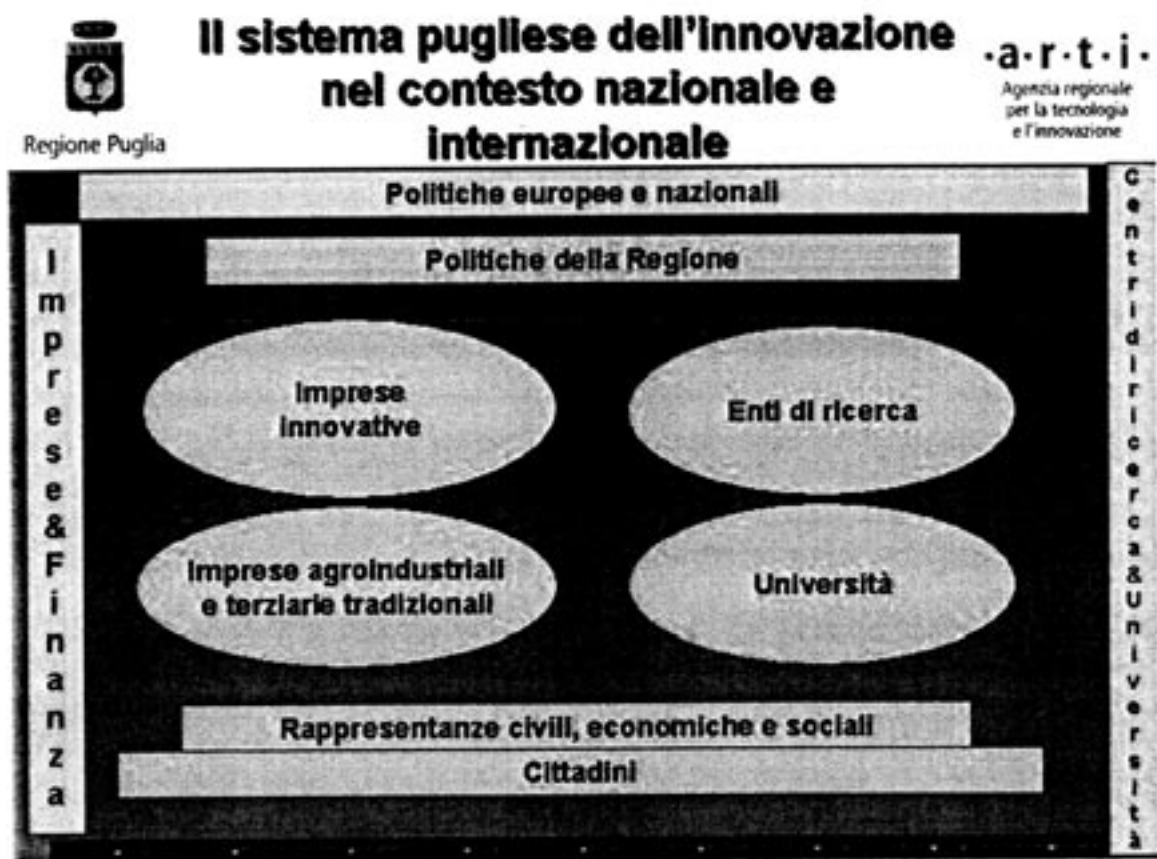 Il sistema pugliese dell'innovazione
nel contesto nazionale e
internazionale
Regione Puglia
·a·r·t·i·
Agenzia regionale
per la tecnologia
e l'innovazione
Politiche europee e nazionali
Politiche della Regione
Imprese&Finanza
Imprese
innovative
Enti di ricerca
Imprese agroindustriali
e terziarie tradizionali
Università
Rappresentanze civili, economiche e sociali
Cittadini
Centri di ricerca&Università